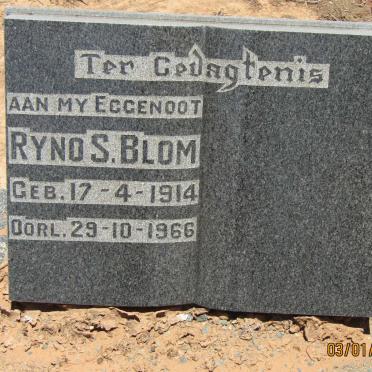 Ter Gedagtenis
AAN MY EGGENOOT
RYNO S. BLOM
GEB. 17-4-1914
OORL. 29-10-1966
03/01